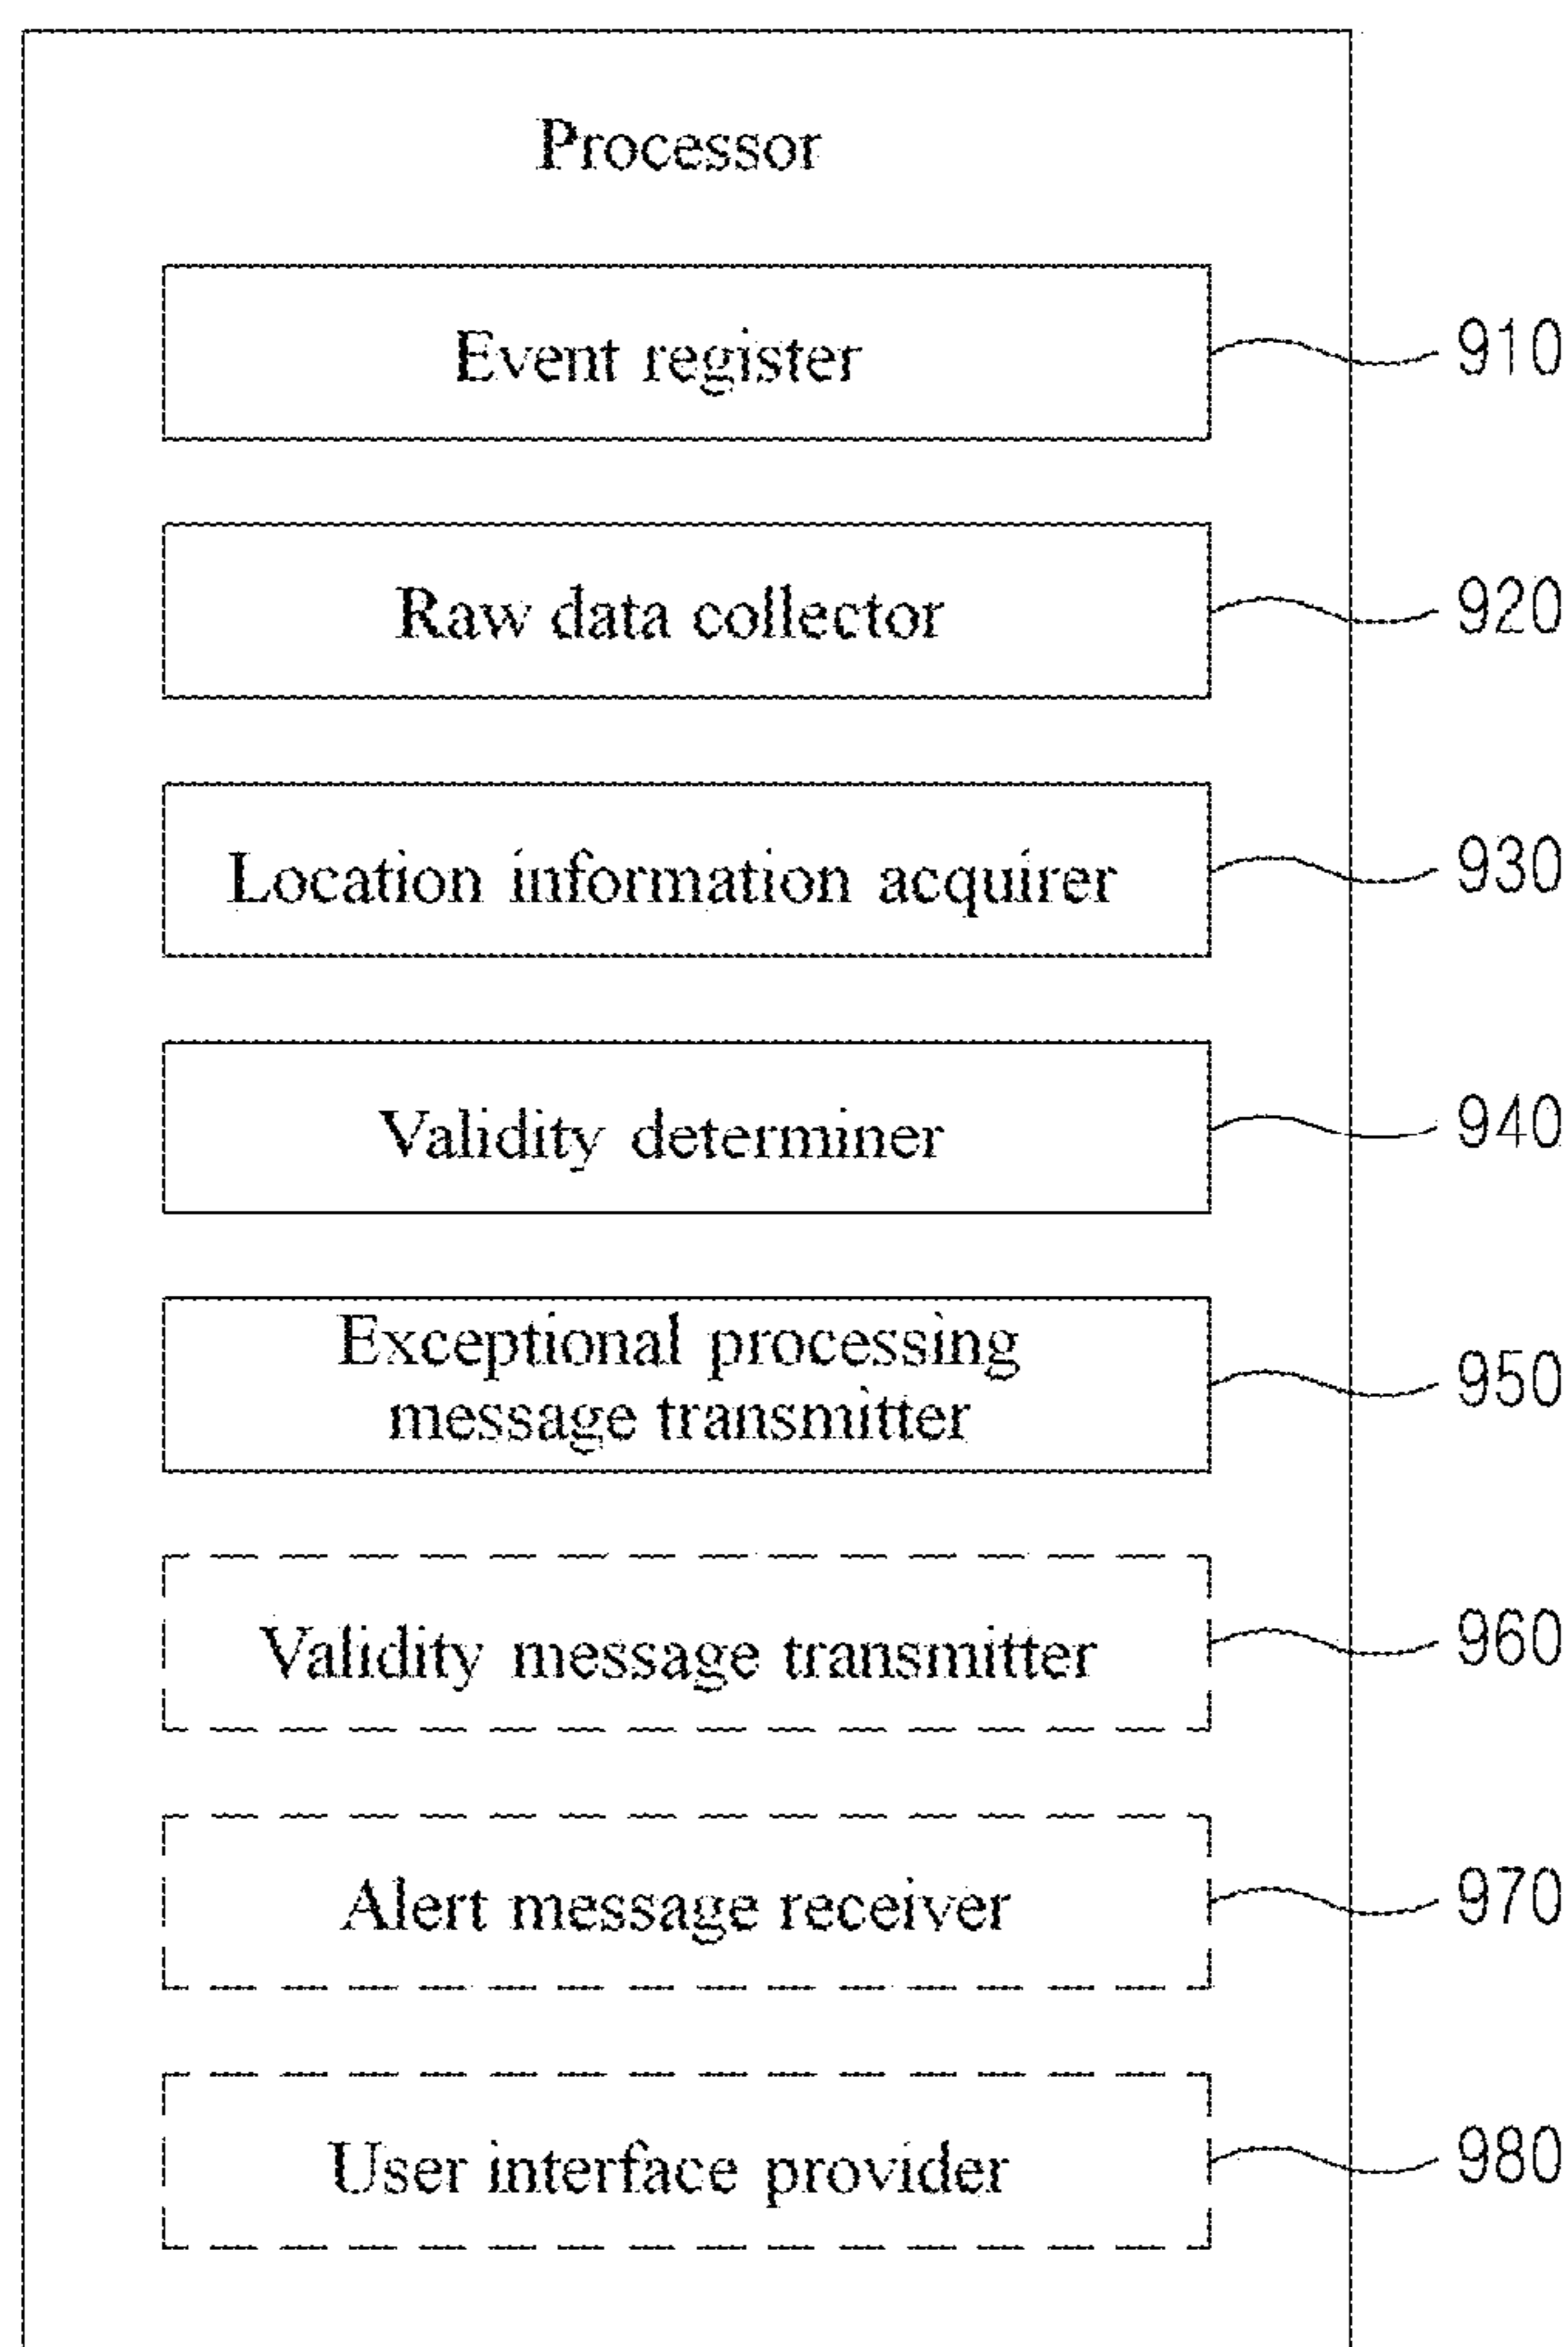 Processor
Event register
910
Raw data collector
920
Location information acquirer
930
Validity determiner
940
Exceptional processing
message transmitter
950
Validity message transmitter
960
Alert message receiver
970
User interface provider
980